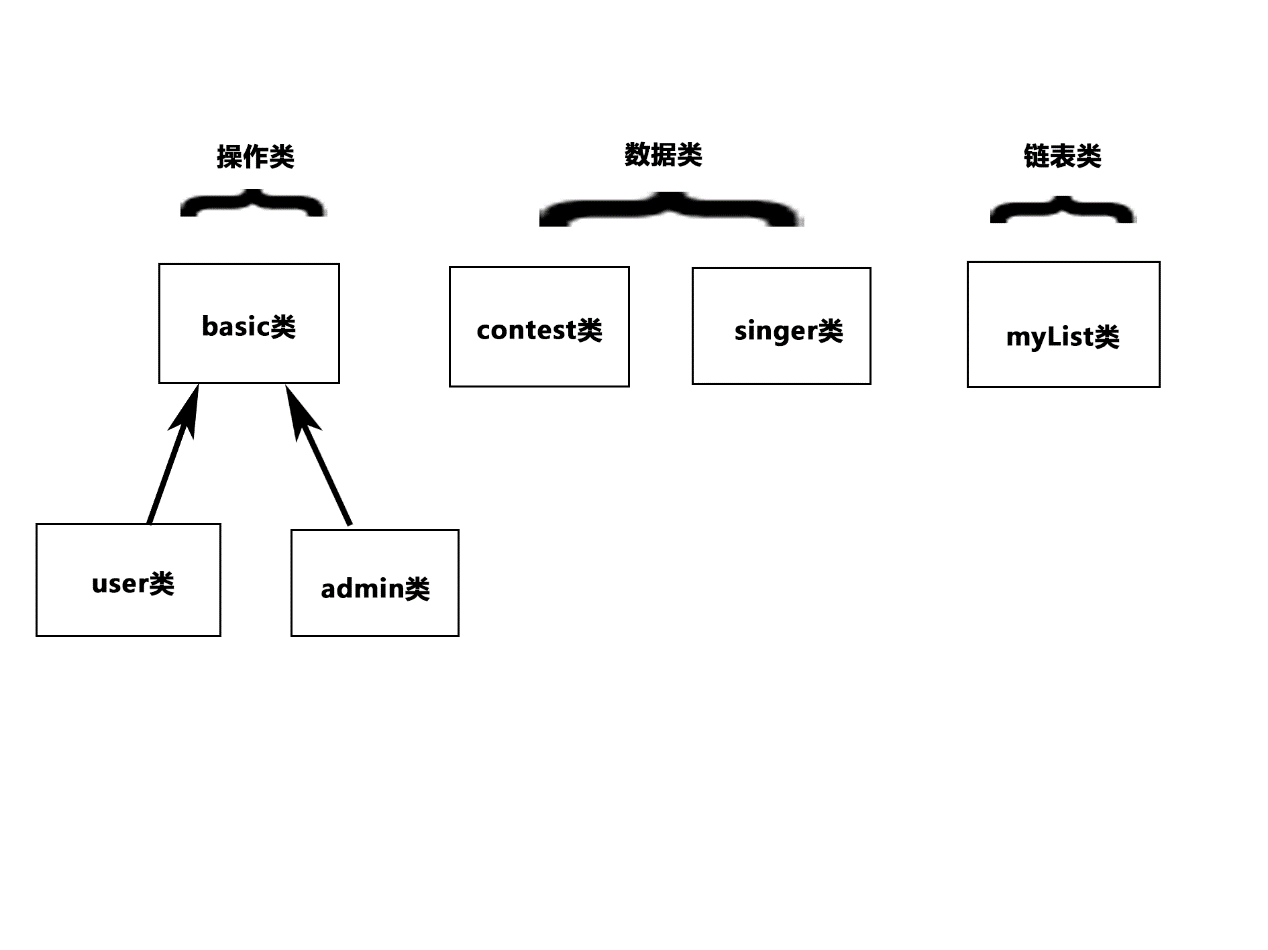 操作类
数据类
链表类
basic类
contest类
singer类
myList类
user类
admin类